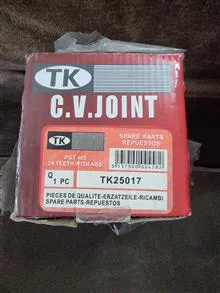 TK
C.V.JOINT
TK
SPARE PARTS
REPUESTOS
PGT 405
24 TEETH WITH ABS
Q
1 PC
TK25017
PIECES DE QUALITE-ERZATZEILE-RICAMBI
SPARE PARTS-REPUESTOS